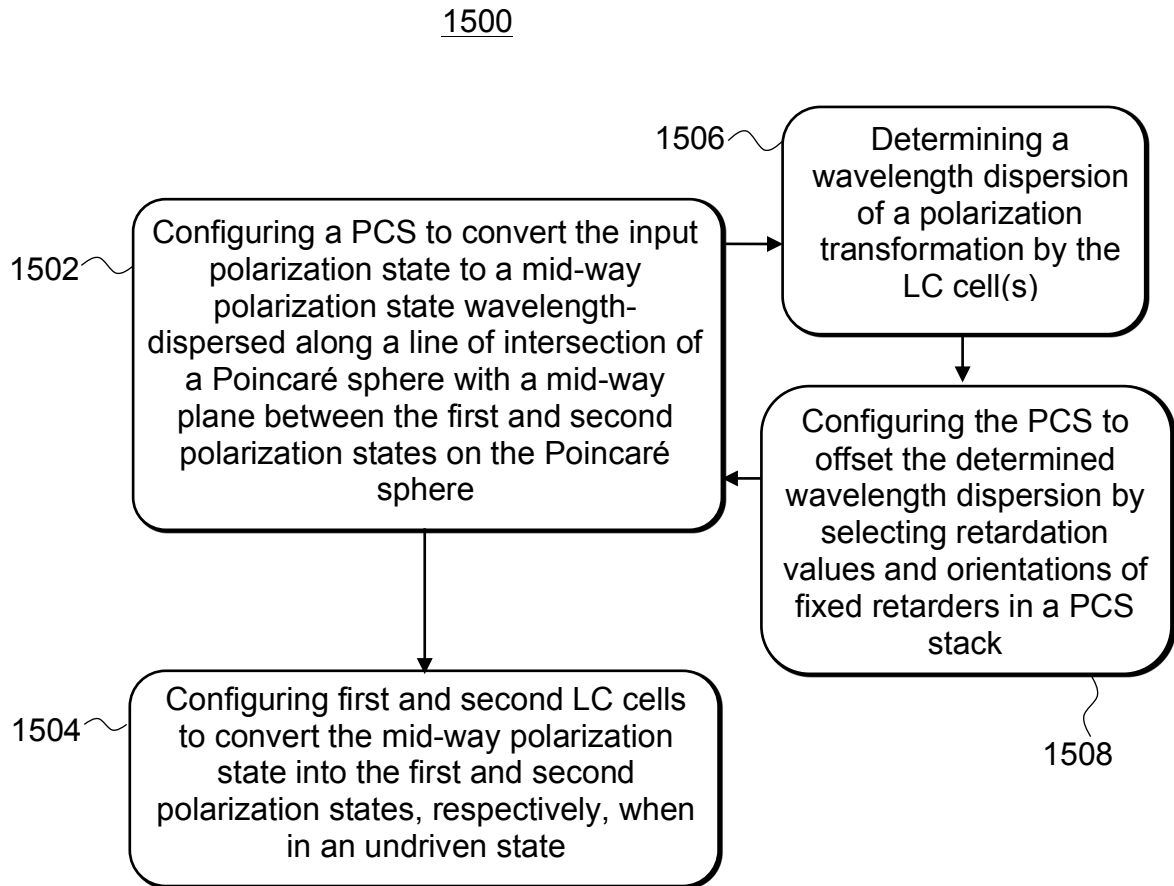 1500
1502
Configuring a PCS to convert the input
polarization state to a mid-way
polarization state wavelength-
dispersed along a line of intersection of
a Poincaré sphere with a mid-way
plane between the first and second
polarization states on the Poincaré
sphere
1506
Determining a
wavelength dispersion
of a polarization
transformation by the
LC cell(s)
Configuring the PCS to
offset the determined
wavelength dispersion by
selecting retardation
values and orientations of
fixed retarders in a PCS
stack
1508
1504
Configuring first and second LC cells
to convert the mid-way polarization
state into the first and second
polarization states, respectively, when
in an undriven state